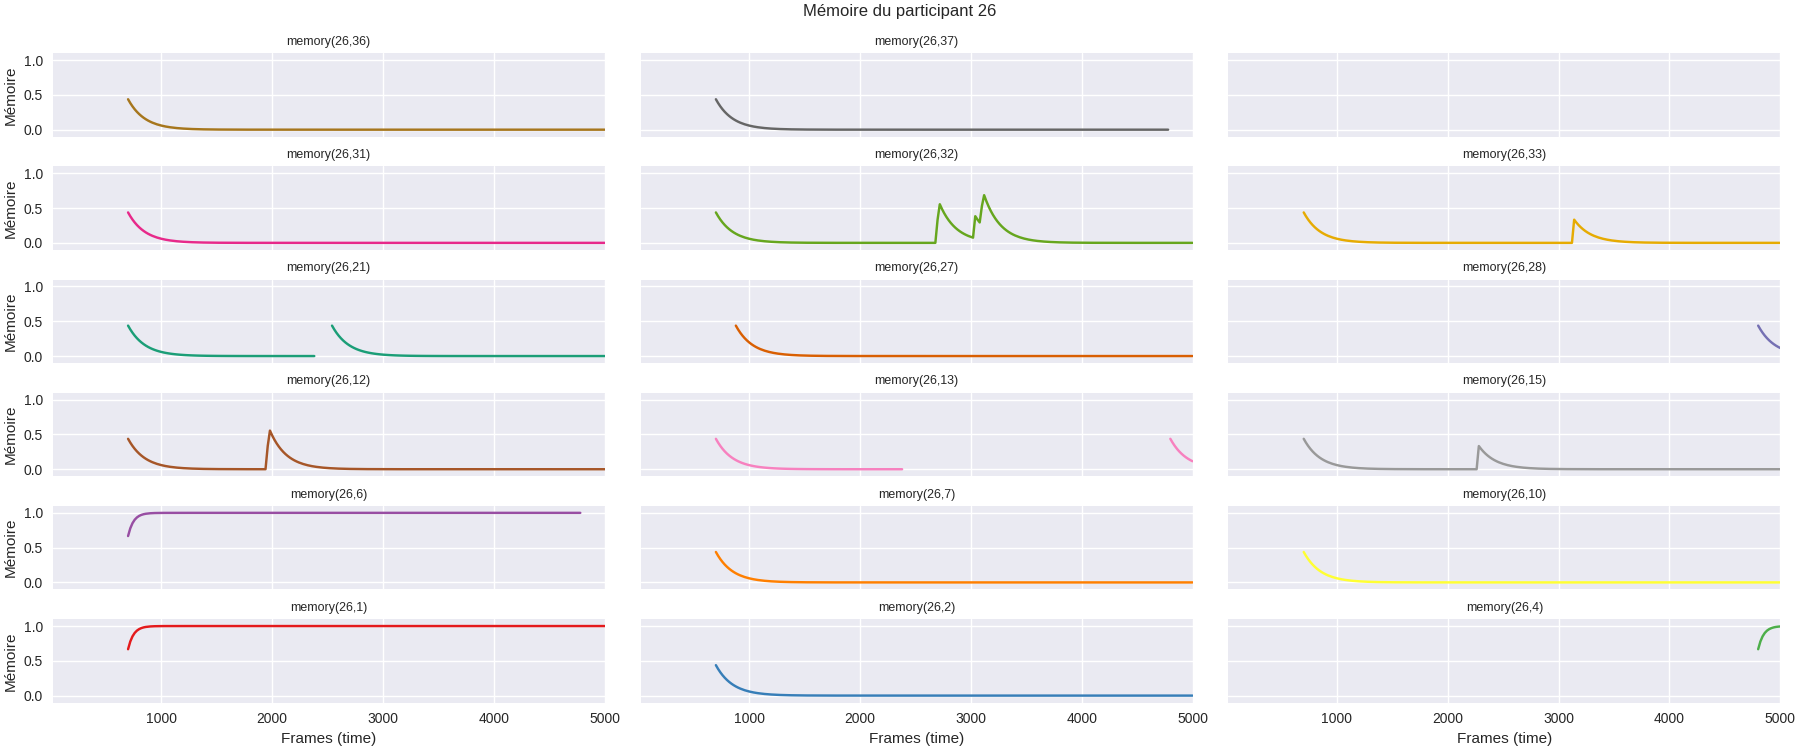 Mémoire du participant 26
memory(26,36) memory(26,37)
Mémoire
1.0
0.5
0.0
memory(26,31) memory(26,32) memory(26,33)
Mémoire
1.0
0.5
0.0
memory(26,21) memory(26,27) memory(26,28)
Mémoire
1.0
0.5
0.0
memory(26,12) memory(26,13) memory(26,15)
Mémoire
1.0
0.5
0.0
memory(26,6) memory(26,7) memory(26,10)
Mémoire
1.0
0.5
0.0
memory(26,1) memory(26,2) memory(26,4)
Mémoire
1.0
0.5
0.0
1000 2000 3000 4000 5000 1000 2000 3000 4000 5000 1000 2000 3000 4000 5000
Frames (time) Frames (time) Frames (time)